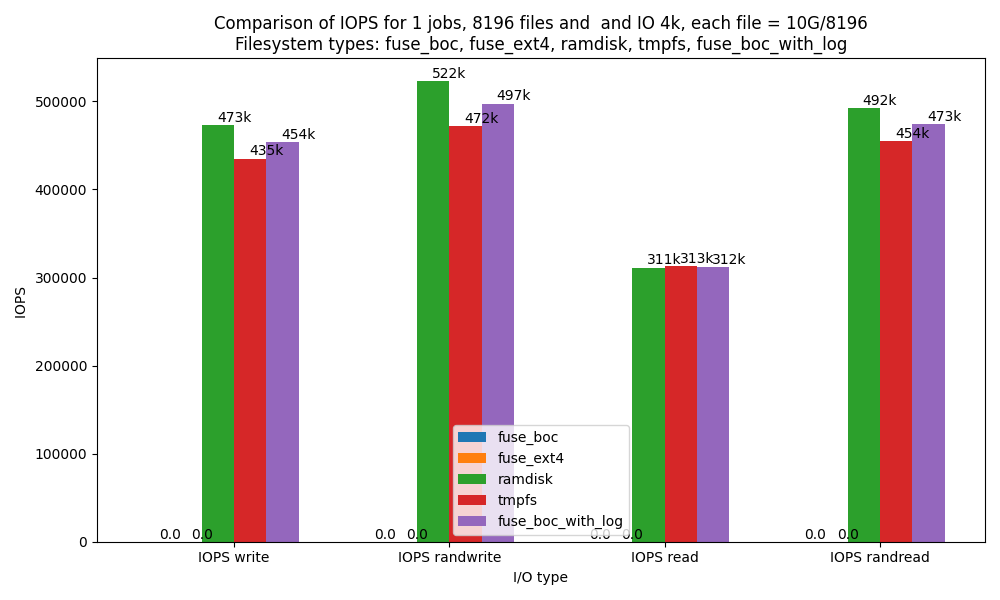 Comparison of IOPS for 1 jobs, 8196 files and  and IO 4k, each file = 10G/8196
Filesystem types: fuse_boc, fuse_ext4, ramdisk, tmpfs, fuse_boc_with_log
IOPS
500000
400000
300000
200000
100000
0
0.0 0.0 473k 435k 454k
0.0 0.0 522k 472k 497k
0.0 0.0 311k 313k 312k
0.0 0.0 492k 454k 473k
fuse_boc
fuse_ext4
ramdisk
tmpfs
fuse_boc_with_log
IOPS write IOPS randwrite IOPS read IOPS randread
I/O type